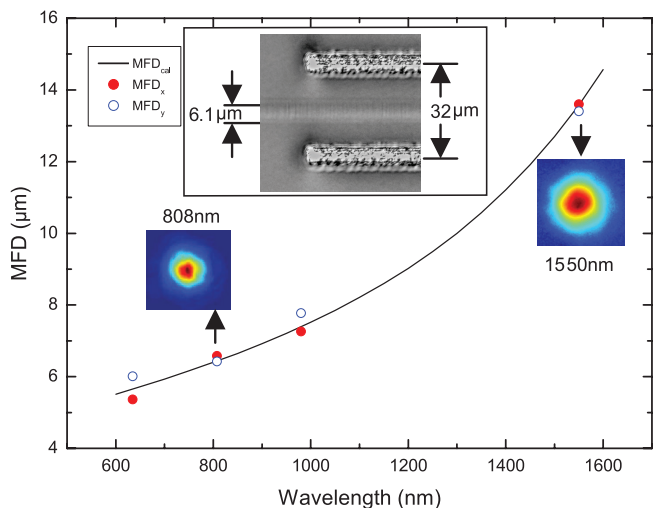 MFDcal
MFDx
MFDy
6.1µm
32µm
808nm
1550nm
MFD (µm)
16
14
12
10
8
6
4
600
800
1000
1200
1400
1600
Wavelength (nm)